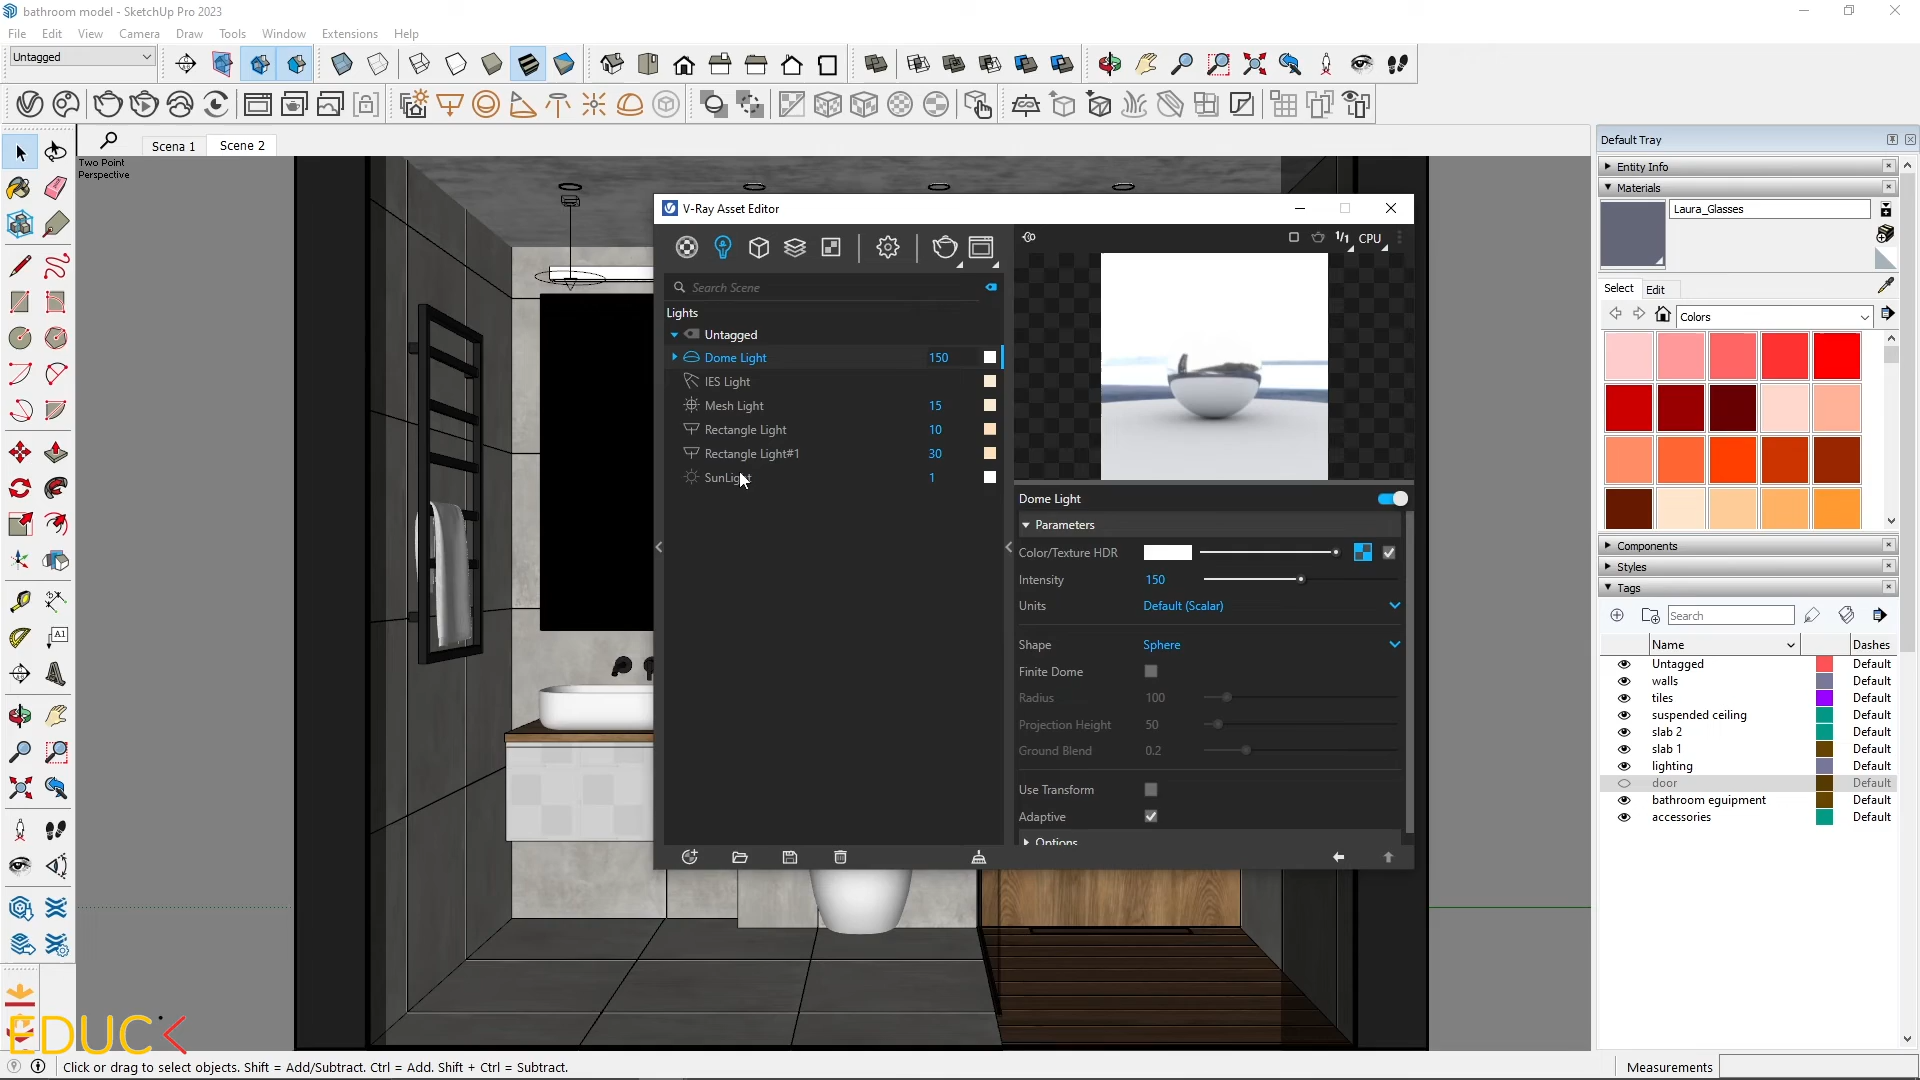 bathroom model - SketchUp Pro 2023
File Edit View Camera Draw Tools Window Extensions Help
Untagged
Scena 1 Scene 2
Two Point
Perspective
V-Ray Asset Editor
1/1 CPU
Search Scene
Lights
Untagged
Dome Light 150
IES Light
Mesh Light 15
Rectangle Light 10
Rectangle Light#1 30
SunLight 1
Dome Light
Parameters
Color/Texture HDR
Intensity 150
Units Default (Scalar)
Shape Sphere
Finite Dome
Radius 100
Projection Height 50
Ground Blend 0.2
Use Transform
Adaptive
Options
Default Tray
Entity Info
Materials
Laura_Glasses
Select Edit
Colors
Components
Styles
Tags
Search
Name Dashes
Untagged Default
walls Default
tiles Default
suspended ceiling Default
slab 2 Default
slab 1 Default
lighting Default
door Default
bathroom equipment Default
accessories Default
A1
EDUC
Click or drag to select objects. Shift = Add/Subtract. Ctrl = Add. Shift + Ctrl = Subtract.
Measurements